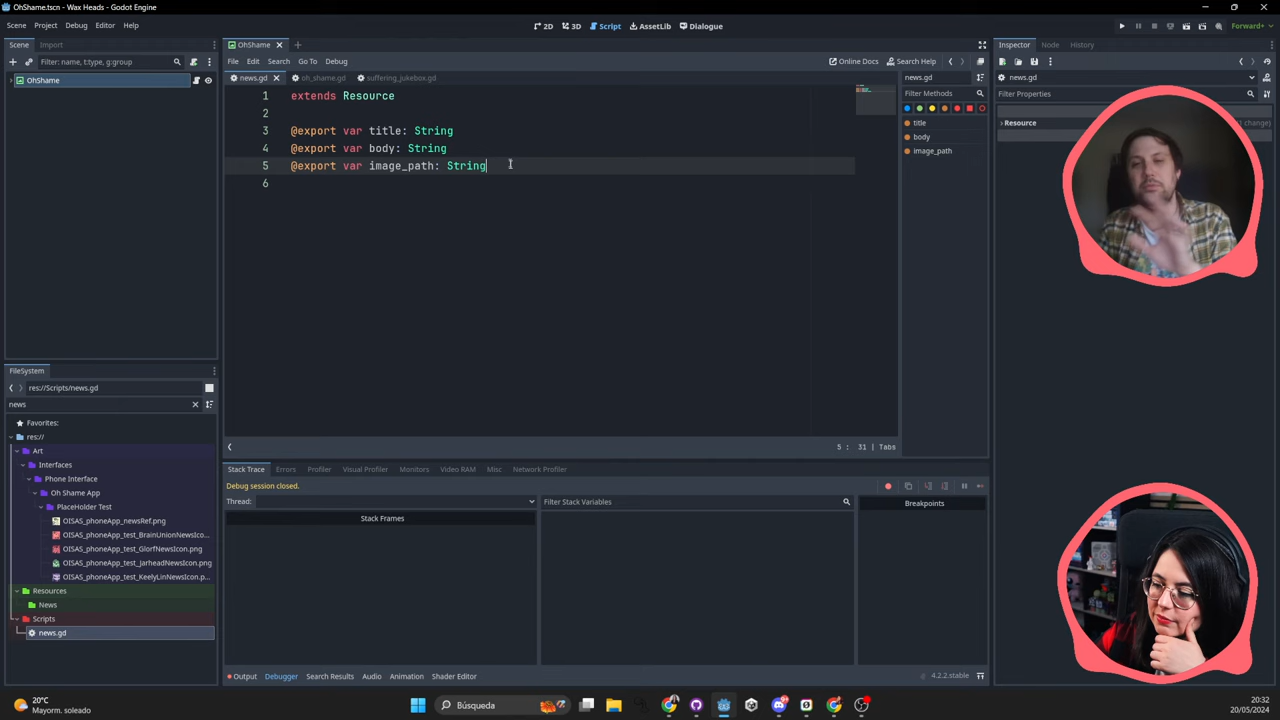 OhShame.tscn - Wax Heads - Godot Engine
Scene Project Debug Editor Help
2D 3D Script AssetLib Dialogue
Forward+
Scene Import
Filter: name, t:type, g:group
OhShame
OhShame
File Edit Search Go To Debug
Online Docs Search Help
news.gd oh_shame.gd suffering_jukebox.gd
1 extends Resource
2
3 @export var title: String
4 @export var body: String
5 @export var image_path: String
6
news.gd
Filter Methods
title
body
image_path
5 : 31 | Tabs
Inspector Node History
news.gd
Filter Properties
Resource
change)
FileSystem
res://Scripts/news.gd
news
Favorites:
res://
Art
Interfaces
Phone Interface
Oh Shame App
PlaceHolder Test
OISAS_phoneApp_newsRef.png
OISAS_phoneApp_test_BrainUnionNewsIco...
OISAS_phoneApp_test_GlorfNewsIcon.png
OISAS_phoneApp_test_JarheadNewsIcon.png
OISAS_phoneApp_test_KeelyLinNewsIcon.p...
Resources
News
Scripts
news.gd
Stack Trace Errors Profiler Visual Profiler Monitors Video RAM Misc Network Profiler
Debug session closed.
Thread:
Filter Stack Variables
Stack Frames
Breakpoints
Output Debugger Search Results Audio Animation Shader Editor
4.2.2.stable
20°C
Mayorm. soleado
Búsqueda
20:32
20/05/2024